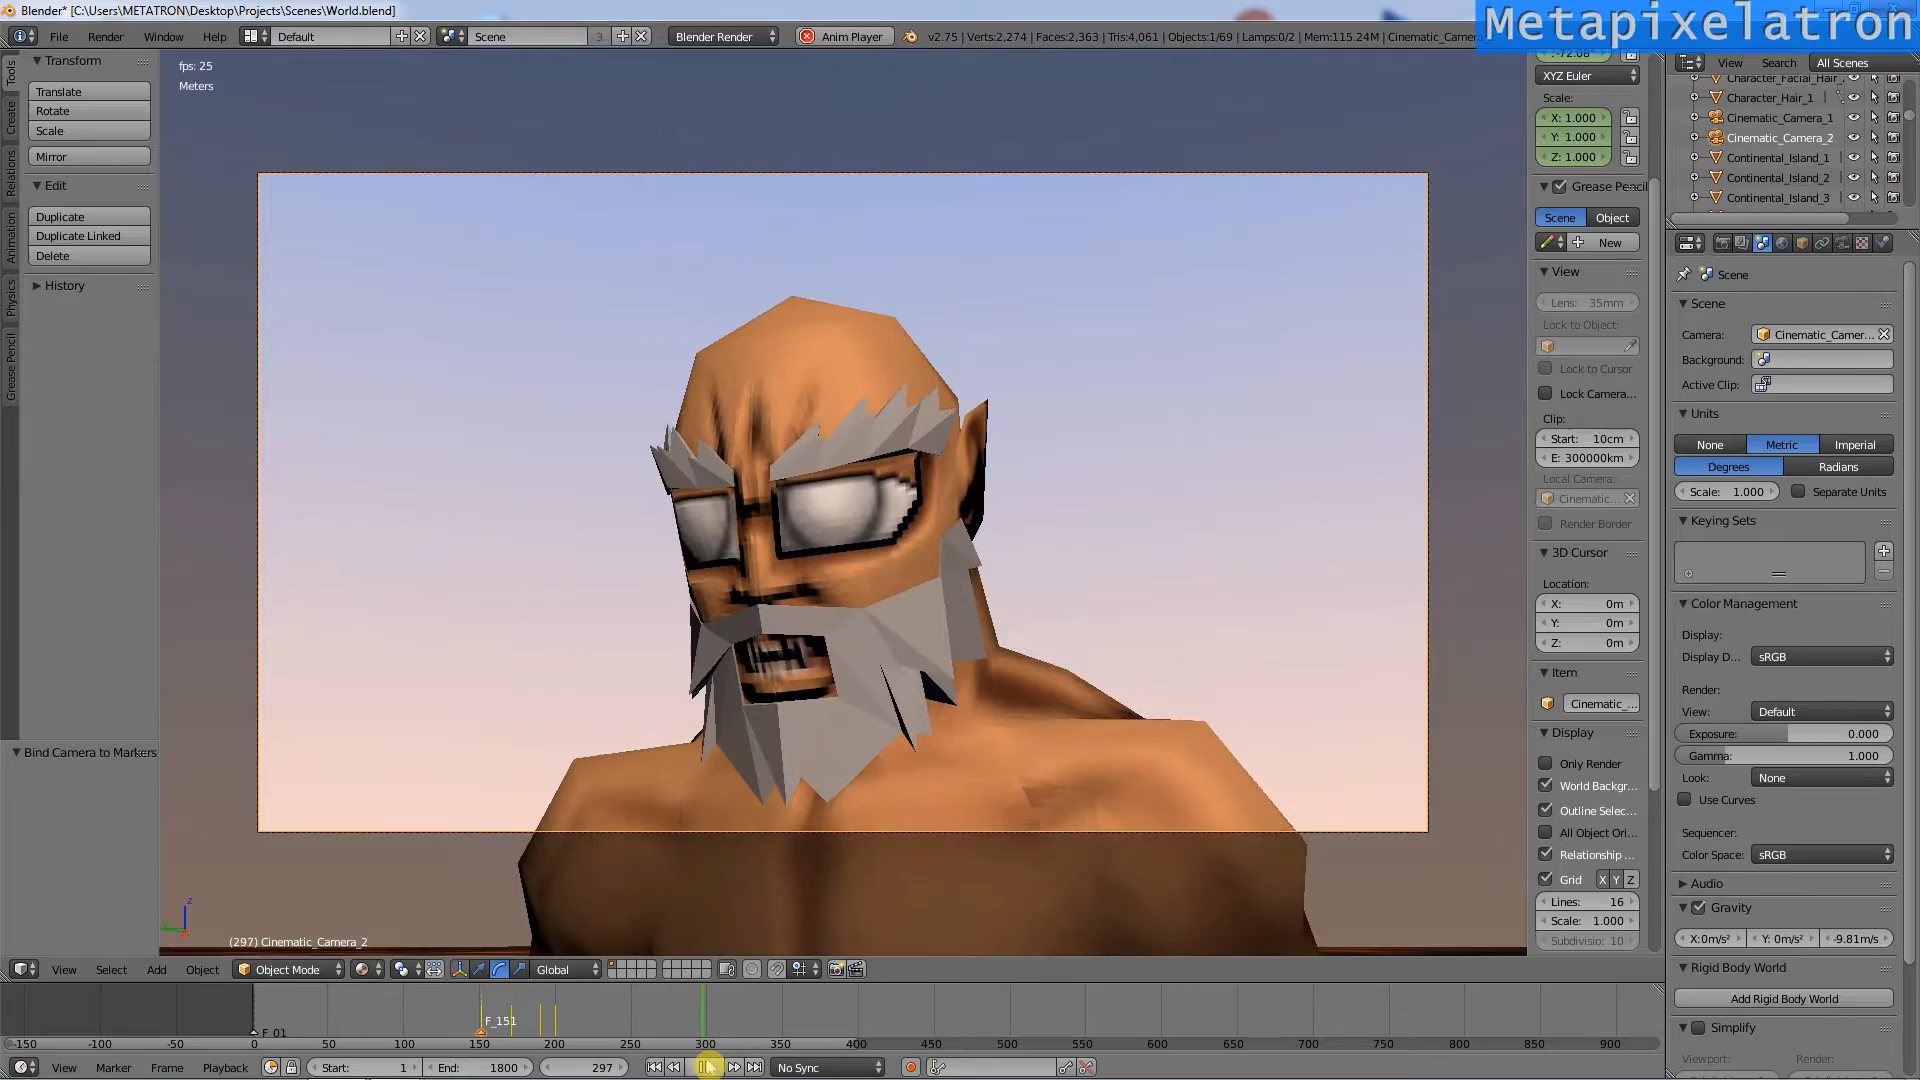 Blender* [C:\Users\METATRON\Desktop\Projects\Scenes\World.blend]
Metapixelatron
File Render Window Help Default Scene 3 Blender Render Anim Player v2.75 | Verts:2,274 | Faces:2,363 | Tris:4,061 | Objects:1/69 | Lamps:0/2 | Mem:115.24M | Cinematic_Camera_
Tools
Create
Relations
Animation
Physics
Grease Pencil
Transform
Translate
Rotate
Scale
Mirror
Edit
Duplicate
Duplicate Linked
Delete
History
Bind Camera to Markers
fps: 25
Meters
z
(297) Cinematic_Camera_2
XYZ Euler
Scale:
X: 1.000
Y: 1.000
Z: 1.000
Grease Pencil
Scene Object
New
View
Lens: 35mm
Lock to Object:
Lock to Cursor
Lock Camera...
Clip:
Start: 10cm
E: 300000km
Local Camera:
Cinematic...
Render Border
3D Cursor
Location:
X: 0m
Y: 0m
Z: 0m
Item
Cinematic_...
Display
Only Render
World Backgr...
Outline Selec...
All Object Ori...
Relationship ...
Grid X Y Z
Lines: 16
Scale: 1.000
Subdivisio: 10
View Search All Scenes
Character_Facial_Hair_
Character_Hair_1
Cinematic_Camera_1
Cinematic_Camera_2
Continental_Island_1
Continental_Island_2
Continental_Island_3
Scene
Scene
Camera: Cinematic_Camer...
Background:
Active Clip:
Units
None Metric Imperial
Degrees Radians
Scale: 1.000 Separate Units
Keying Sets
Color Management
Display:
Display D... sRGB
Render:
View: Default
Exposure: 0.000
Gamma: 1.000
Look: None
Use Curves
Sequencer:
Color Space: sRGB
Audio
Gravity
X:0m/s² Y: 0m/s² -9.81m/s
Rigid Body World
Add Rigid Body World
Simplify
Viewport: Render:
View Select Add Object Object Mode Global
F_01 F_151
-150 -100 -50 0 50 100 150 200 250 300 350 400 450 500 550 600 650 700 750 800 850 900
View Marker Frame Playback Start: 1 End: 1800 297 No Sync